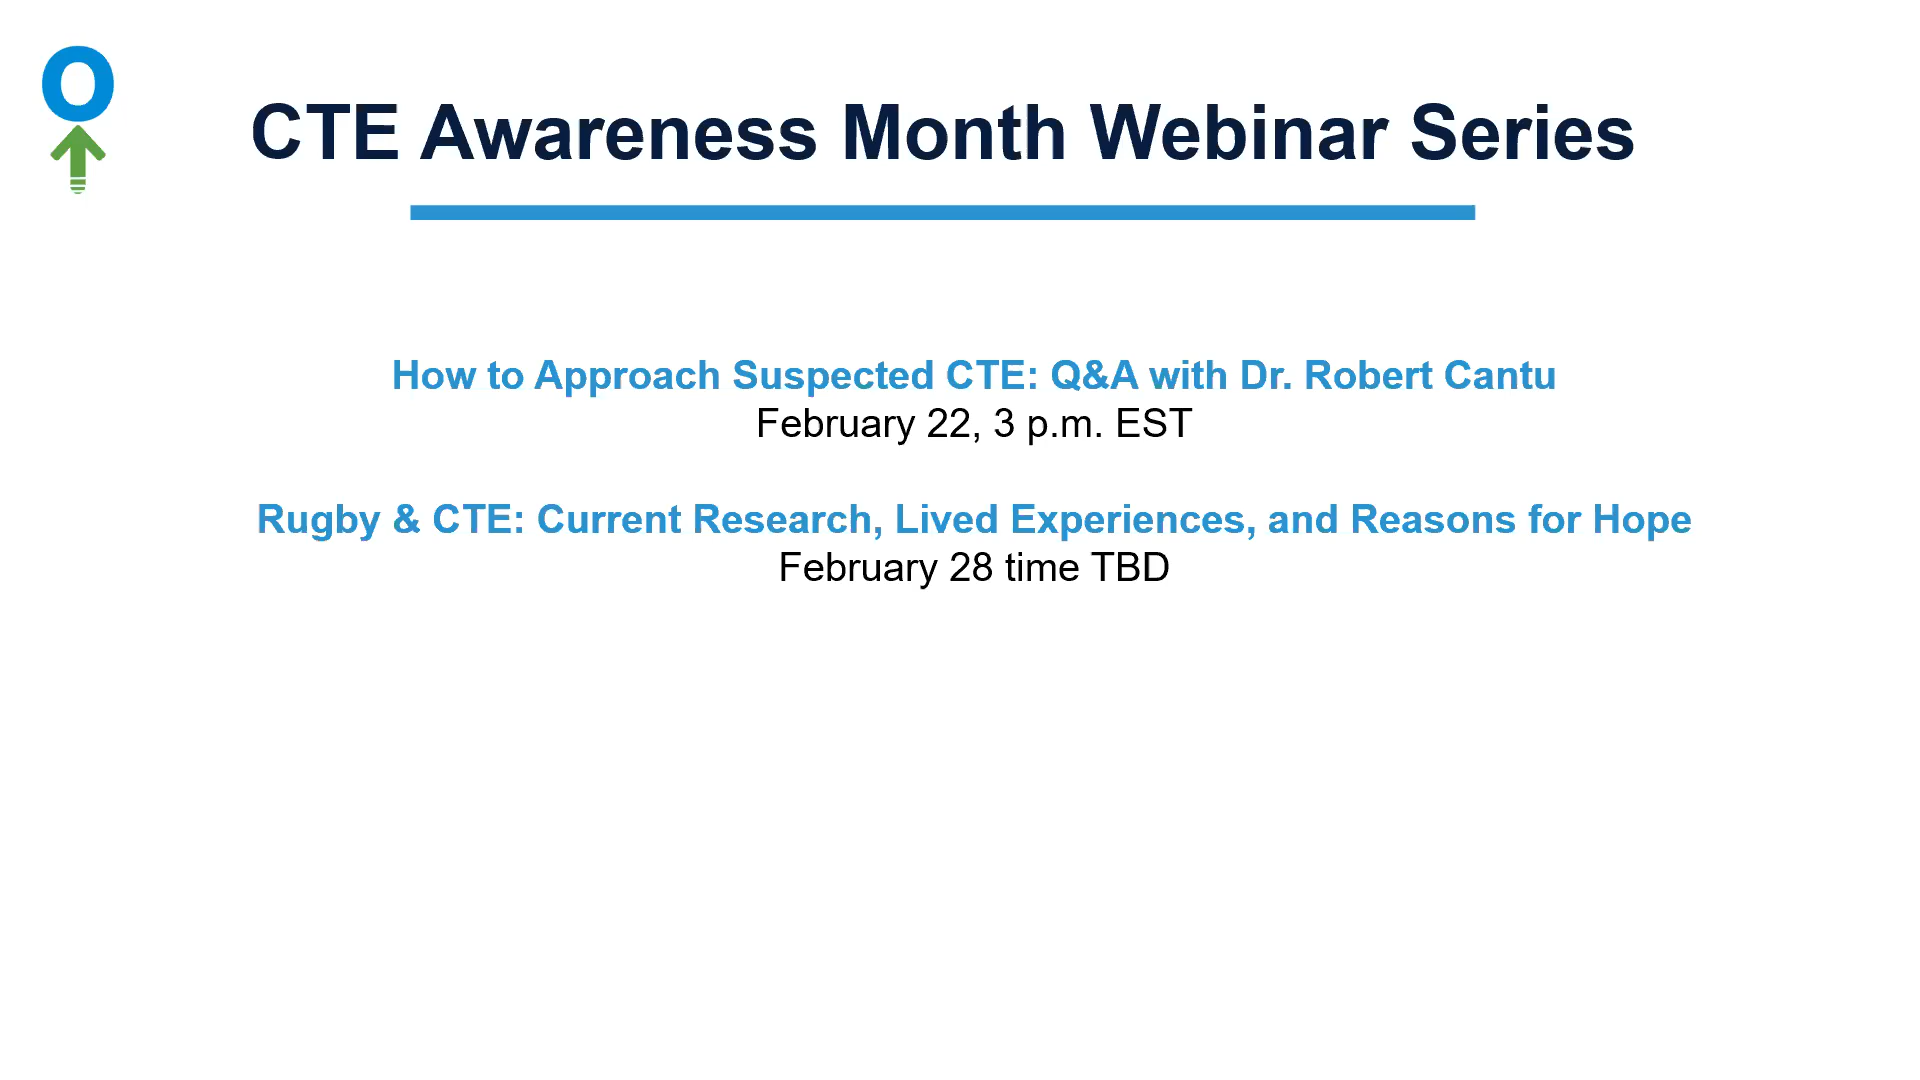 CTE Awareness Month Webinar Series
How to Approach Suspected CTE: Q&A with Dr. Robert Cantu
February 22, 3 p.m. EST
Rugby & CTE: Current Research, Lived Experiences, and Reasons for Hope
February 28 time TBD